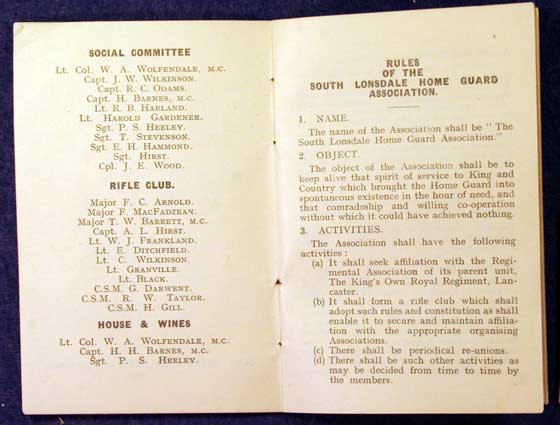 SOCIAL COMMITTEE
Lt. Col. W. A. Wolfendale, m.c.
Capt. J. W. Wilkinson.
Capt. R. C. Odams.
Capt. H. Barnes, m.c.
Lt. R. B. Harland.
Lt. Harold Gardener.
Sgt. P. S. Heeley.
Sgt. T. Stevenson.
Sgt. E. H. Hammond.
Sgt. Hirst.
Cpl. J. E. Wood.
RIFLE CLUB.
Major F. C. Arnold.
Major F. MacFadzean.
Major T. W. Barrett, m.c.
Capt. A. L. Hirst.
Lt. W. J. Frankland.
Lt. E. Ditchfield.
Lt. C. Wilkinson.
Lt. Granville.
Lt. Black.
C.S.M. G. Darwent.
C.S.M. R. W. Taylor.
C.S.M. H. Gill.
HOUSE & WINES
Lt. Col. W. A. Wolfendale, m.c.
Capt. H. H. Barnes, m.c.
Sgt. P. S. Heeley.
RULES
OF THE
SOUTH LONSDALE HOME GUARD
ASSOCIATION.
1. NAME.
The name of the Association shall be " The
South Lonsdale Home Guard Association."
2. OBJECT.
The object of the Association shall be to
keep alive that spirit of service to King and
Country which brought the Home Guard into
spontaneous existence in the hour of need, and
that comradeship and willing co-operation
without which it could have achieved nothing.
3. ACTIVITIES.
The Association shall have the following
activities :
(a) It shall seek affiliation with the Regi-
mental Association of its parent unit,
The King's Own Royal Regiment, Lan-
caster.
(b) It shall form a rifle club which shall
adopt such rules and constitution as shall
enable it to secure and maintain affilia-
tion with the appropriate organising
Associations.
(c) There shall be periodical re-unions.
(d) There shall be such other activities as
may be decided from time to time by
the members.